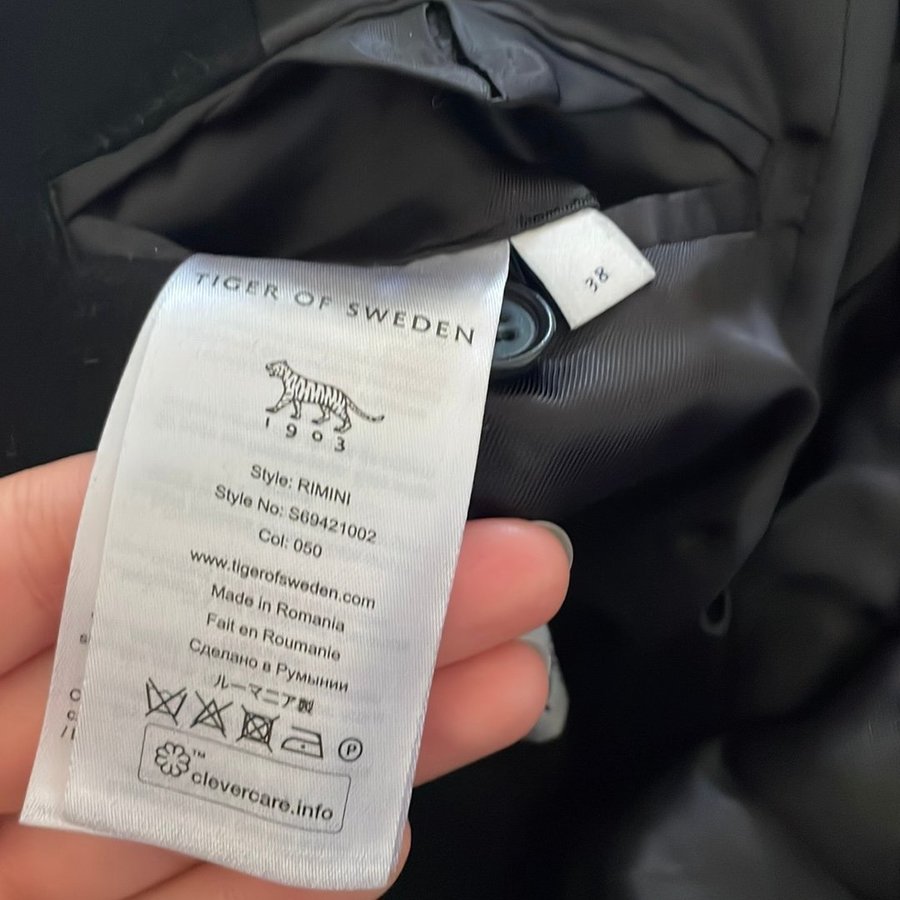 TIGER OF SWEDEN
1903
Style: RIMINI
Style No: S69421002
Col: 050
www.tigerofsweden.com
Made in Romania
Fait en Roumanie
Сделано в Румынии
ルーマニア製
P
™
clevercare.info
38